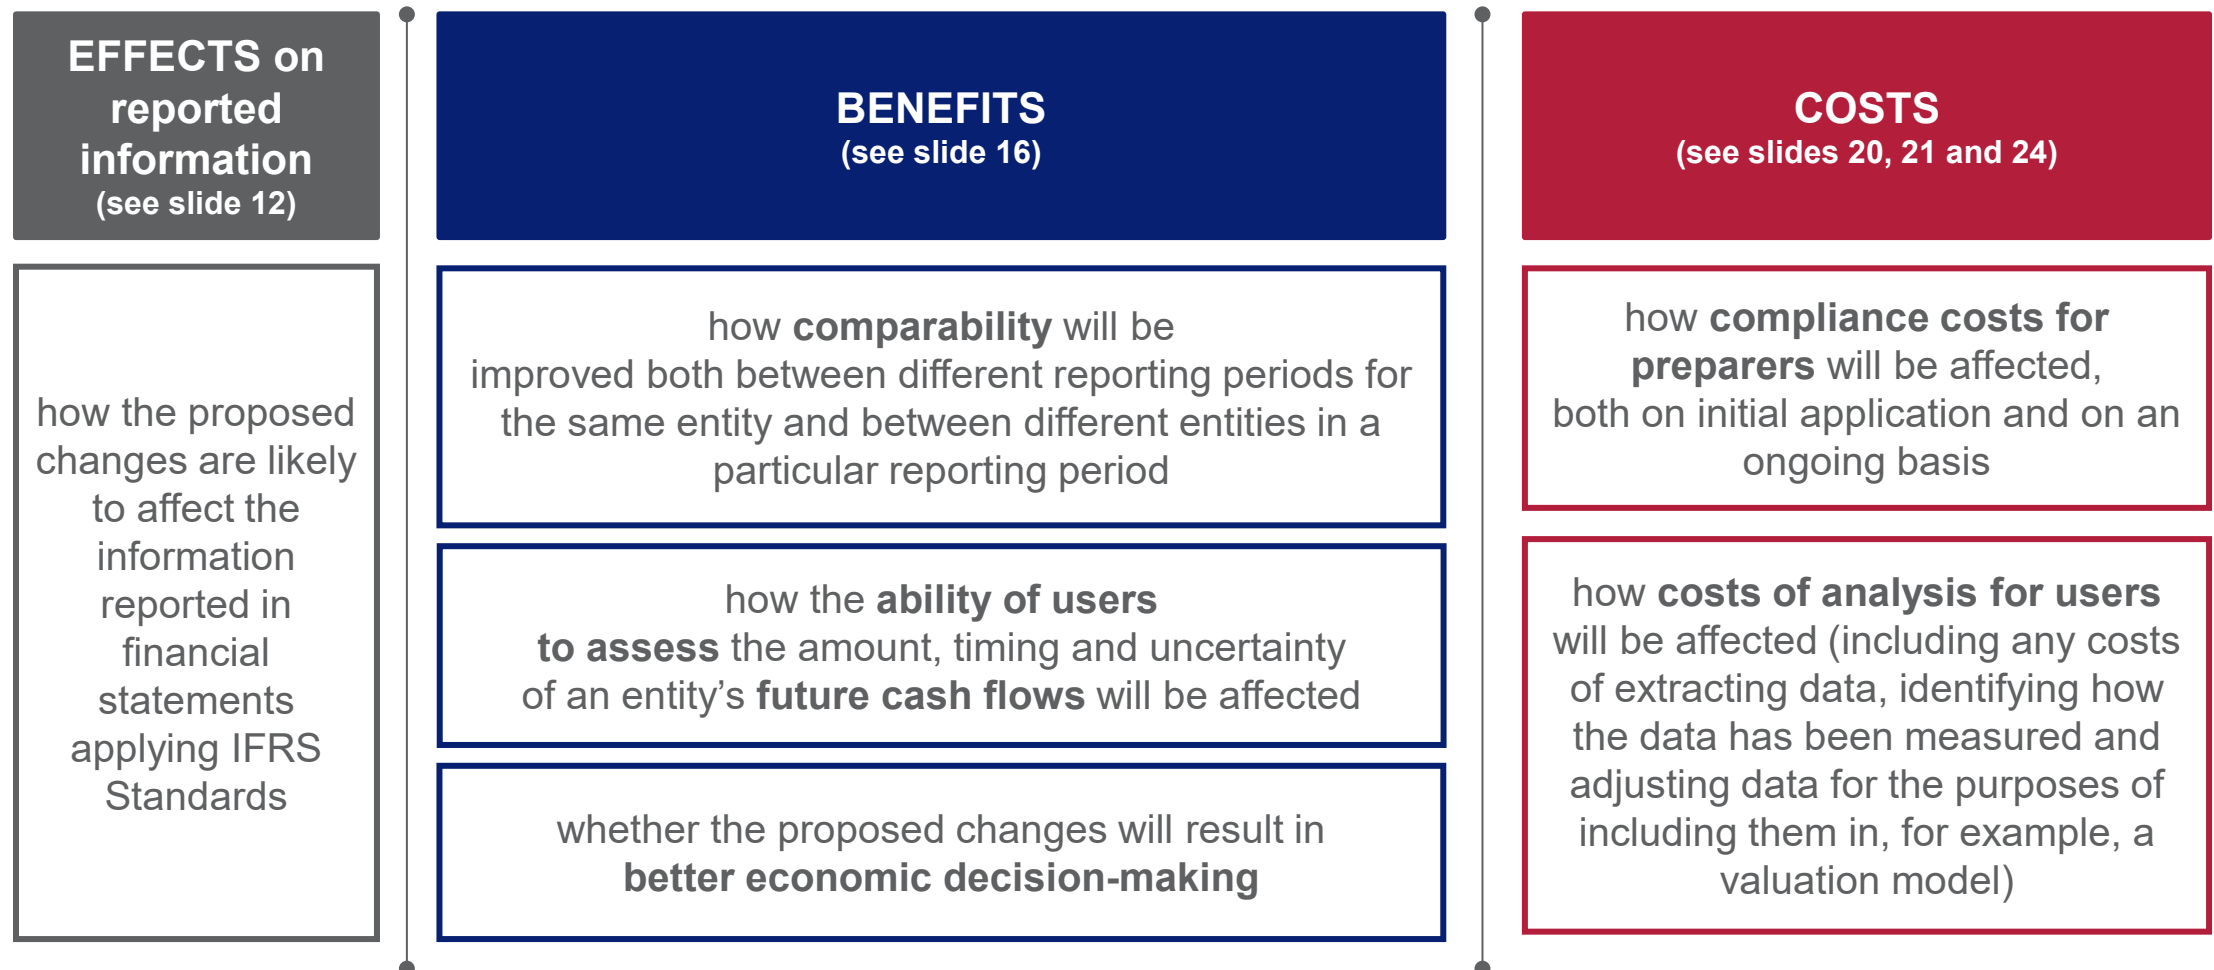 EFFECTS on
reported
information
(see slide 12)
how the proposed
changes are likely
to affect the
information
reported in
financial
statements
applying IFRS
Standards
BENEFITS
(see slide 16)
how comparability will be
improved both between different reporting periods for
the same entity and between different entities in a
particular reporting period
how the ability of users
to assess the amount, timing and uncertainty
of an entity’s future cash flows will be affected
whether the proposed changes will result in
better economic decision-making
COSTS
(see slides 20, 21 and 24)
how compliance costs for
preparers will be affected,
both on initial application and on an
ongoing basis
how costs of analysis for users
will be affected (including any costs
of extracting data, identifying how
the data has been measured and
adjusting data for the purposes of
including them in, for example, a
valuation model)